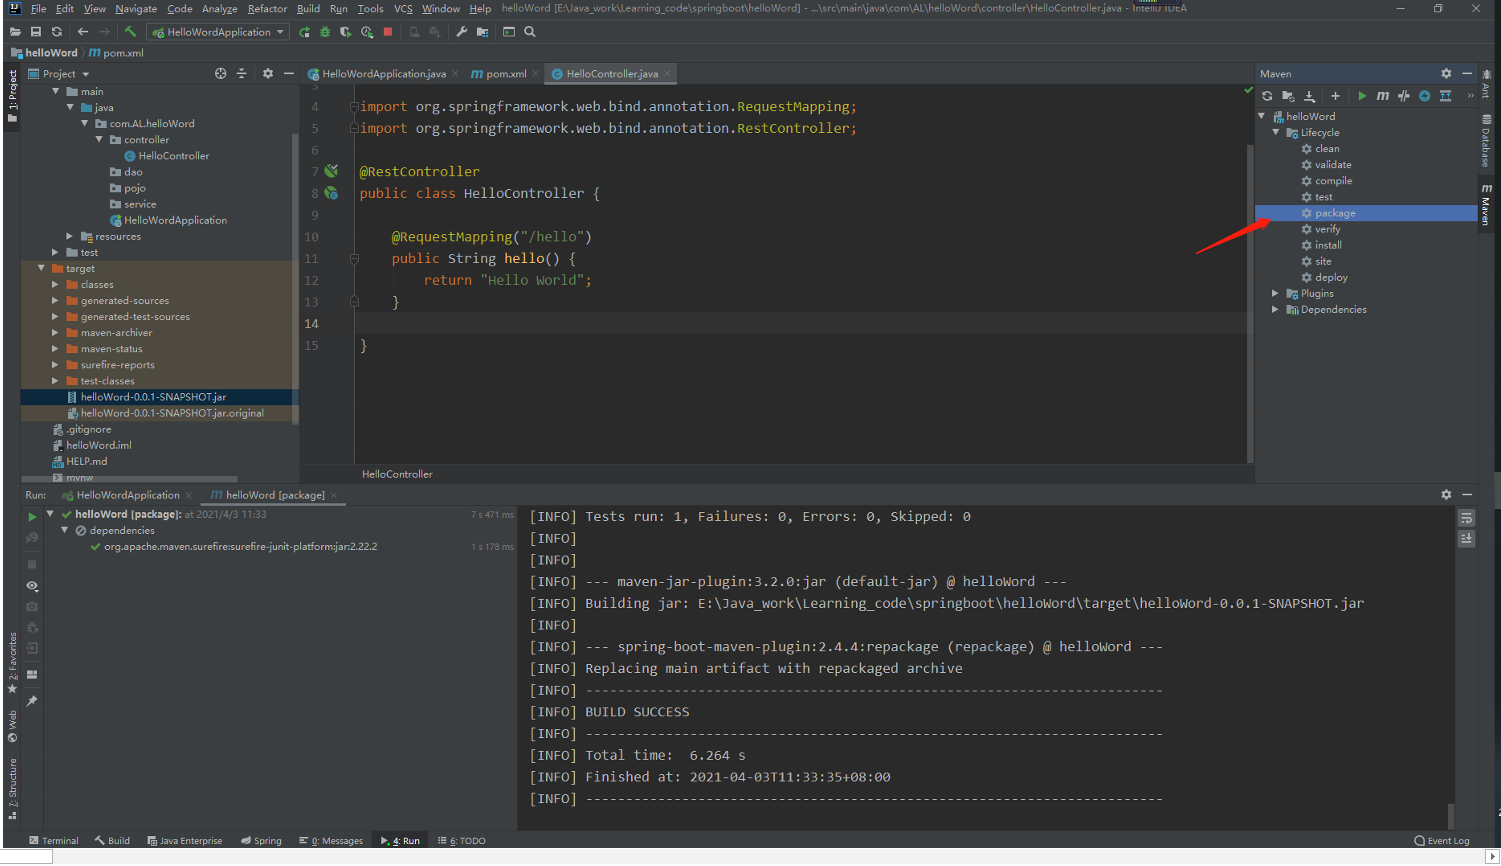 File Edit View Navigate Code Analyze Refactor Build Run Tools VCS Window Help helloWord [E:\Java_work\Learning_code\springboot\helloWord] - ...\src\main\java\com\AL\helloWord\controller\HelloController.java - IntelliJ IDEA
HelloWordApplication
helloWord m pom.xml
1: Project
Project
main
java
com.AL.helloWord
controller
HelloController
dao
pojo
service
HelloWordApplication
resources
test
target
classes
generated-sources
generated-test-sources
maven-archiver
maven-status
surefire-reports
test-classes
helloWord-0.0.1-SNAPSHOT.jar
helloWord-0.0.1-SNAPSHOT.jar.original
.gitignore
helloWord.iml
HELP.md
mvnw
HelloWordApplication.java m pom.xml HelloController.java
3
4 import org.springframework.web.bind.annotation.RequestMapping;
5 import org.springframework.web.bind.annotation.RestController;
6
7 @RestController
8 public class HelloController {
9
10 @RequestMapping("/hello")
11 public String hello() {
12 return "Hello World";
13 }
14
15 }
HelloController
Maven
helloWord
Lifecycle
clean
validate
compile
test
package
verify
install
site
deploy
Plugins
Dependencies
Ant
Database
m Maven
Run: HelloWordApplication m helloWord [package]
helloWord [package]: at 2021/4/3 11:33 7 s 471 ms
dependencies
org.apache.maven.surefire:surefire-junit-platform:jar:2.22.2 1 s 178 ms
[INFO] Tests run: 1, Failures: 0, Errors: 0, Skipped: 0
[INFO]
[INFO]
[INFO] --- maven-jar-plugin:3.2.0:jar (default-jar) @ helloWord ---
[INFO] Building jar: E:\Java_work\Learning_code\springboot\helloWord\target\helloWord-0.0.1-SNAPSHOT.jar
[INFO]
[INFO] --- spring-boot-maven-plugin:2.4.4:repackage (repackage) @ helloWord ---
[INFO] Replacing main artifact with repackaged archive
[INFO] ------------------------------------------------------------------------
[INFO] BUILD SUCCESS
[INFO] ------------------------------------------------------------------------
[INFO] Total time:  6.264 s
[INFO] Finished at: 2021-04-03T11:33:35+08:00
[INFO] ------------------------------------------------------------------------
2: Favorites
Web
7: Structure
Terminal Build Java Enterprise Spring 0: Messages 4: Run 6: TODO Event Log